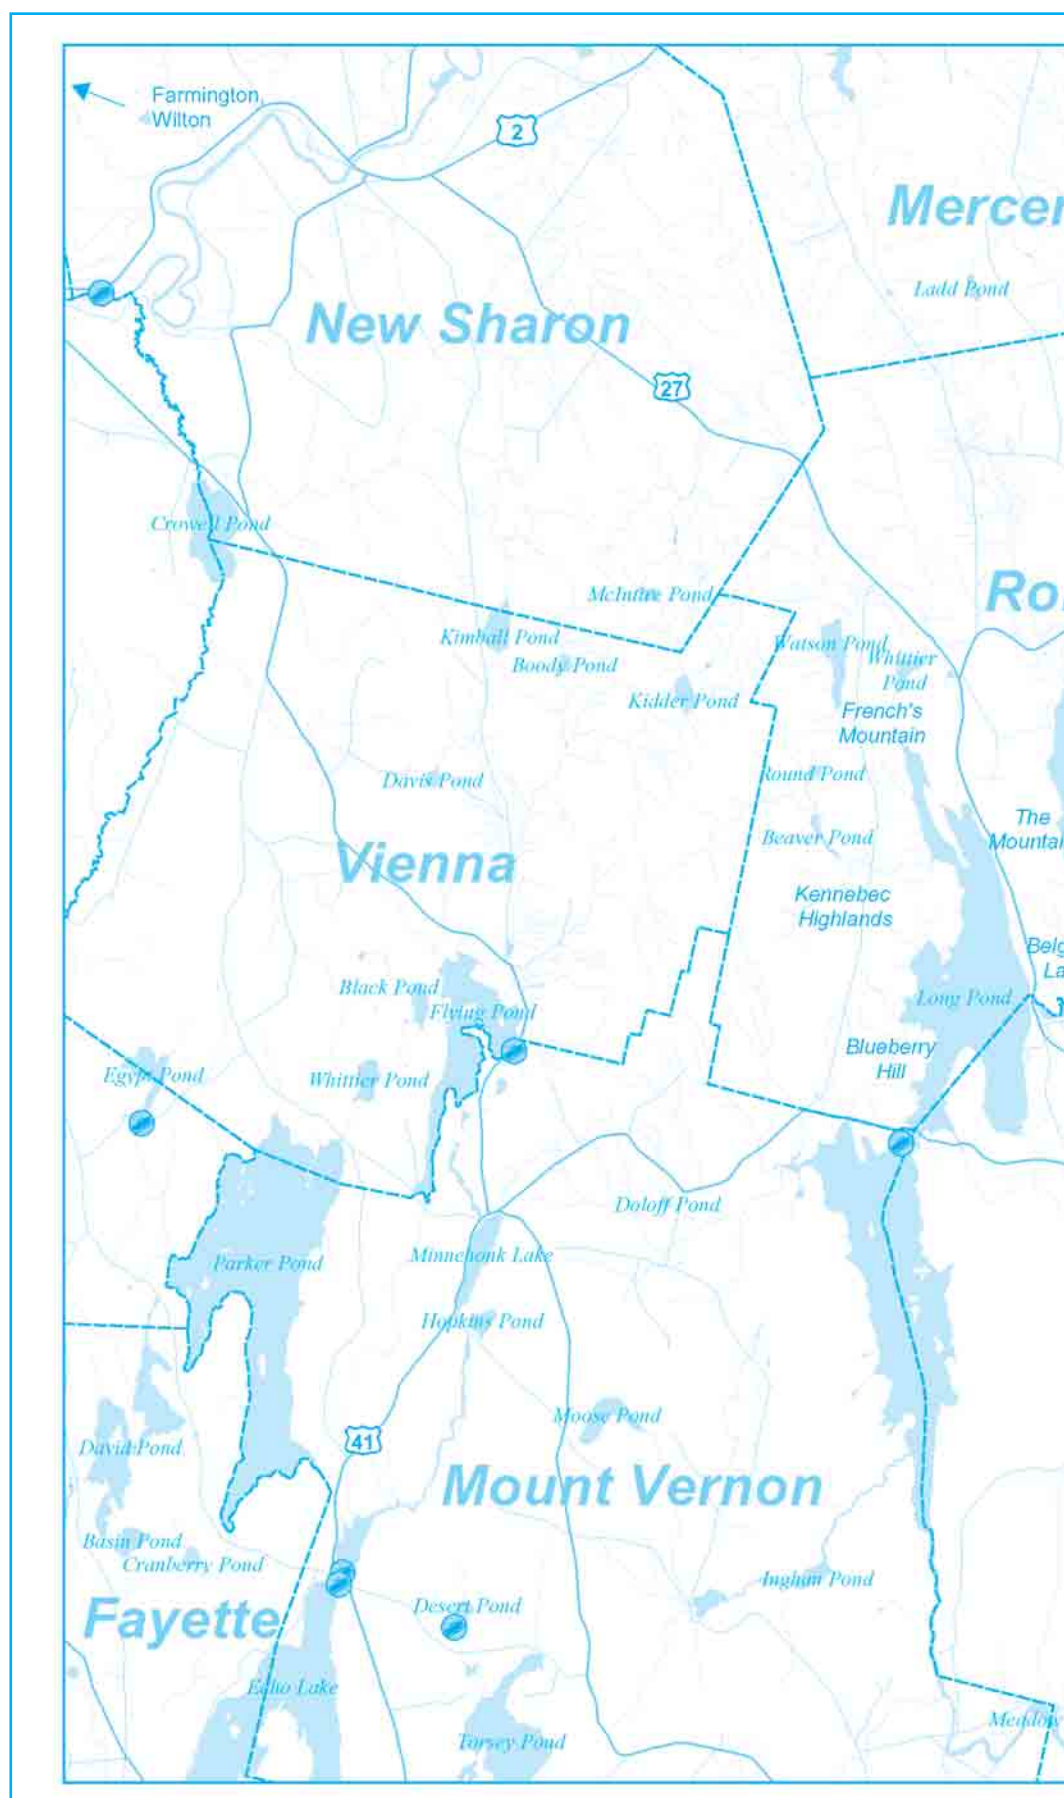 Farmington,
Wilton
2
Mercer
Ladd Pond
New Sharon
27
Crowell Pond
McIntire Pond
Kimball Pond
Boody Pond
Watson Pond
Whittier
Pond
Kidder Pond
French's
Mountain
Davis Pond
Round Pond
The
Beaver Pond
Vienna
Kennebec
Highlands
Black Pond
Flying Pond
Long Pond
Blueberry
Hill
Egypt Pond
Whittier Pond
Doloff Pond
Minnehonk Lake
Parker Pond
Hopkins Pond
Moose Pond
41
David Pond
Mount Vernon
Basin Pond
Cranberry Pond
Ingham Pond
Desert Pond
Fayette
Echo Lake
Torsey Pond
Meadow